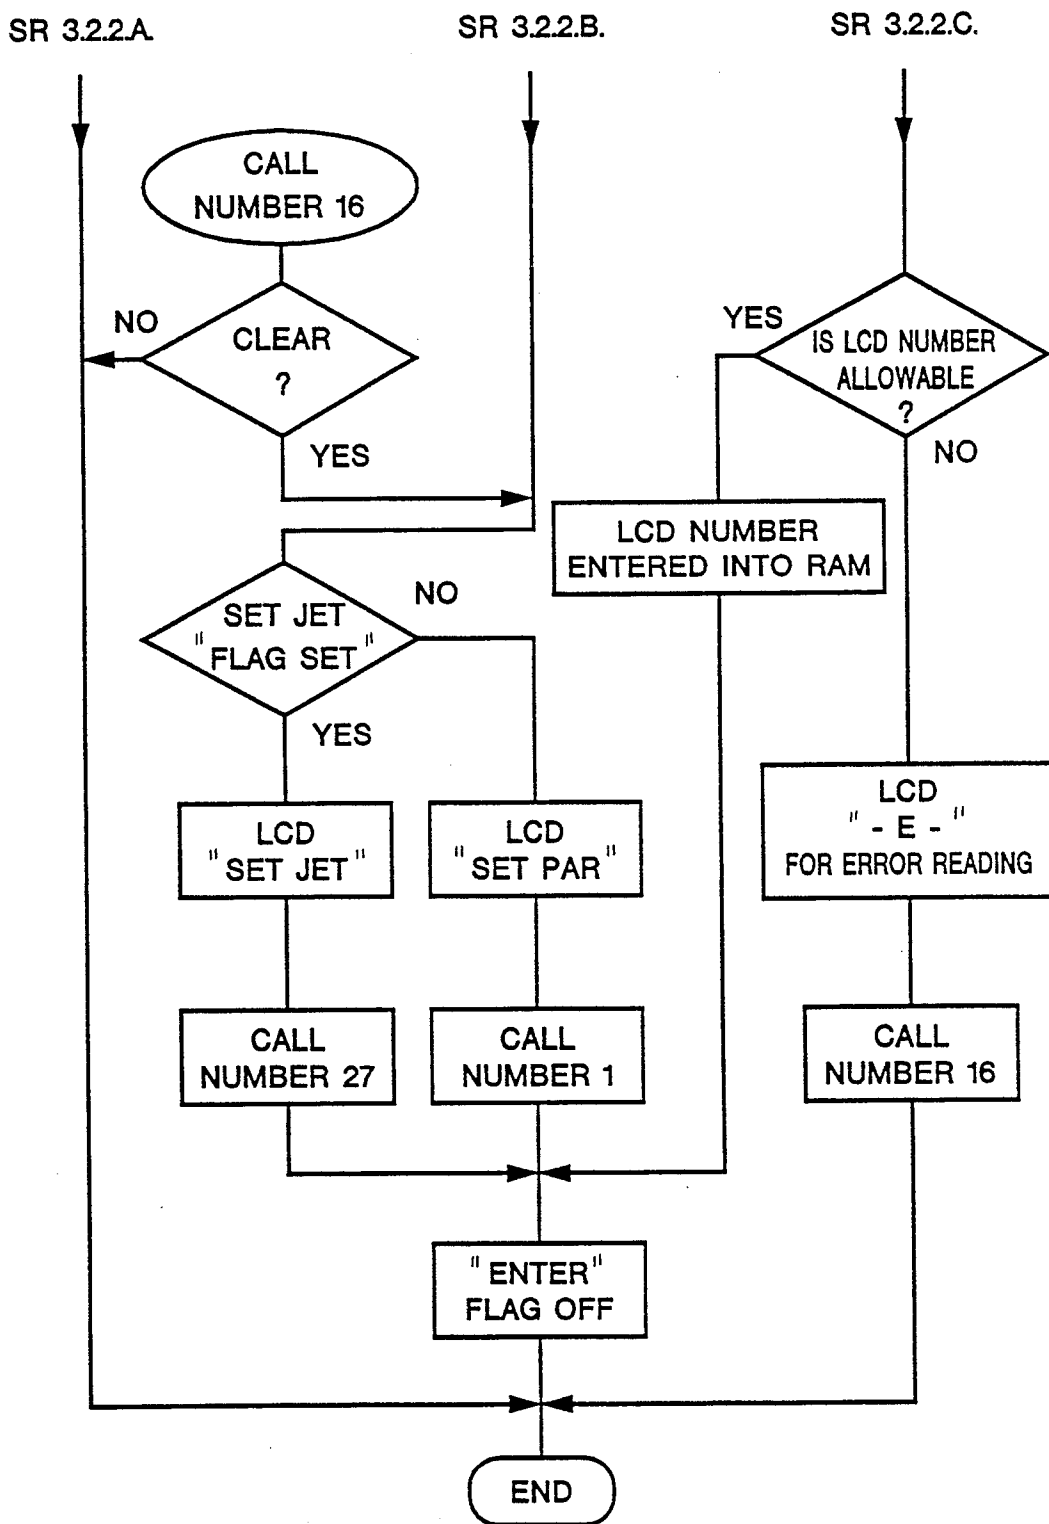 SR 3.2.2.A.
SR 3.2.2.B.
SR 3.2.2.C.
CALL
NUMBER 16
NO
CLEAR
?
YES
YES
IS LCD NUMBER
ALLOWABLE
?
NO
LCD NUMBER
ENTERED INTO RAM
SET JET
" FLAG SET "
NO
YES
LCD
"SET JET"
LCD
"SET PAR"
LCD
" - E - "
FOR ERROR READING
CALL
NUMBER 27
CALL
NUMBER 1
CALL
NUMBER 16
"ENTER"
FLAG OFF
END